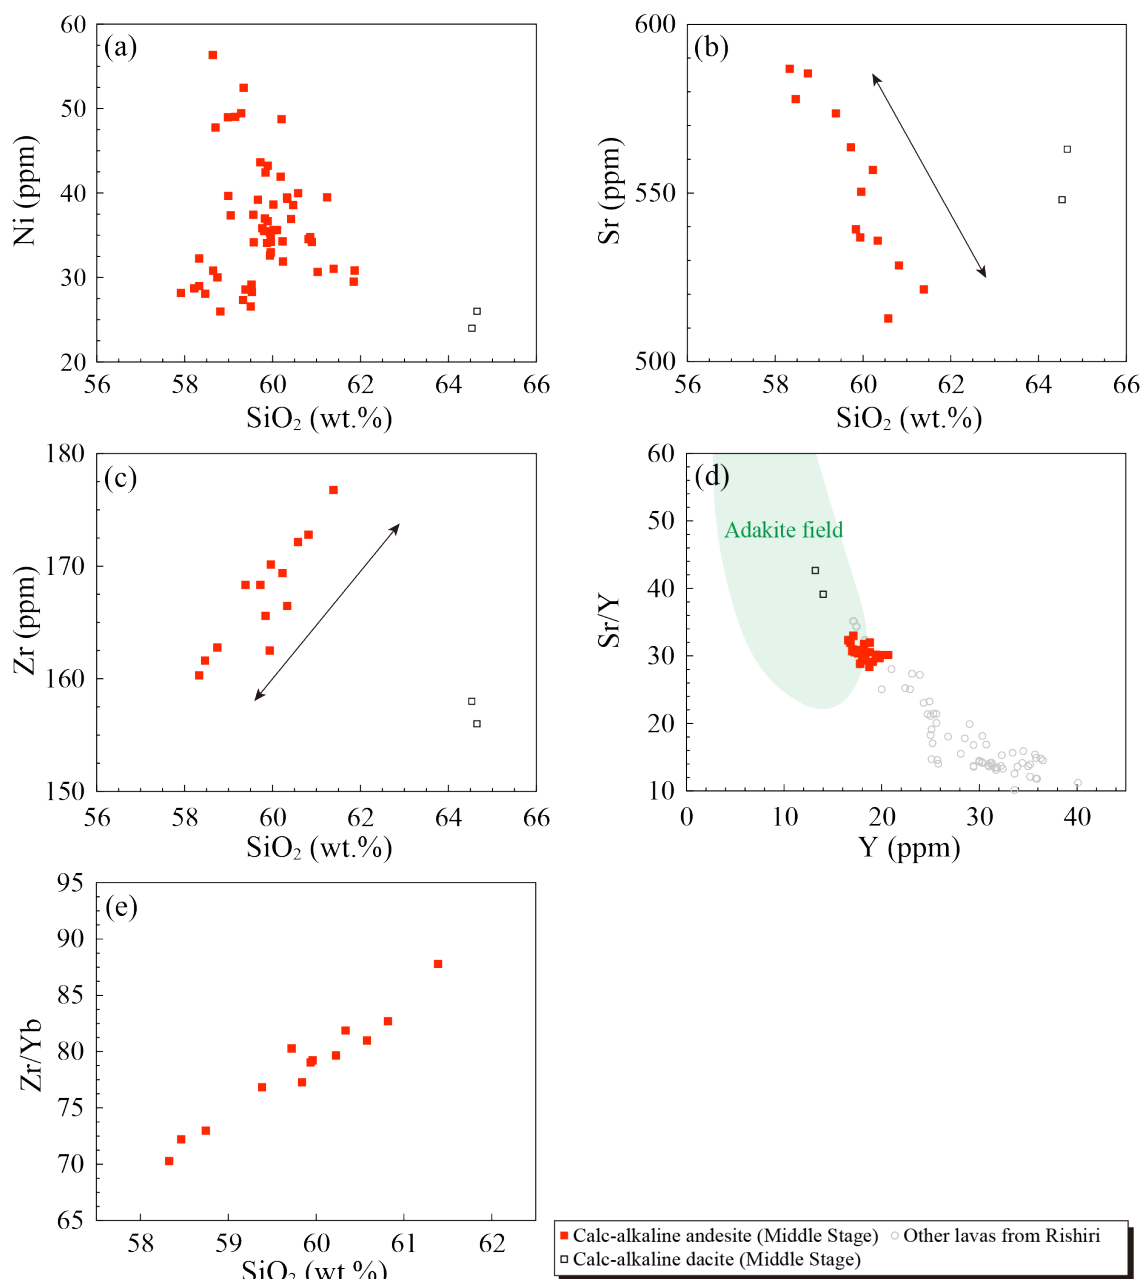 (a)
60
50
40
30
20
Ni (ppm)
56 58 60 62 64 66
SiO₂ (wt.%)
(b)
600
550
500
Sr (ppm)
56 58 60 62 64 66
SiO₂ (wt.%)
(c)
180
170
160
150
Zr (ppm)
56 58 60 62 64 66
SiO₂ (wt.%)
(d)
60
50
40
30
20
10
Sr/Y
Adakite field
0 10 20 30 40
Y (ppm)
(e)
95
90
85
80
75
70
65
Zr/Yb
58 59 60 61 62
SiO₂ (wt.%)
Calc-alkaline andesite (Middle Stage) Other lavas from Rishiri
Calc-alkaline dacite (Middle Stage)